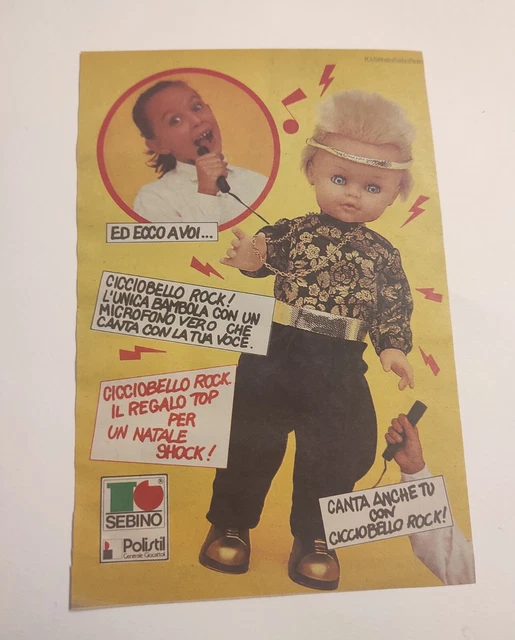 ED ECCO A VOI...
CICCIOBELLO ROCK!
L'UNICA BAMBOLA CON UN
MICROFONO VERO CHE
CANTA CON LA TUA VOCE.
CICCIOBELLO ROCK.
IL REGALO TOP
PER
UN NATALE
SHOCK!
SEBINO
Polistil
CANTA ANCHE TU
CON
CICCIOBELLO ROCK!